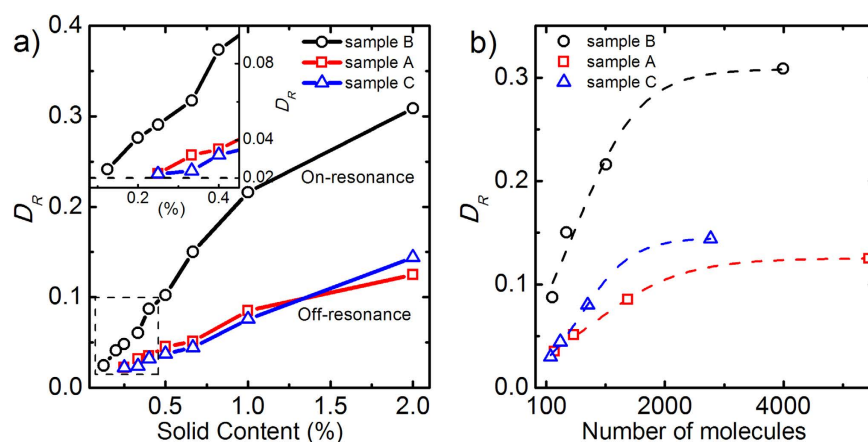 a)
0.4
0.3
0.2
0.1
0.0
D_R
sample B
sample A
sample C
0.08
0.04
0.02
D_R
0.2
0.4
(%)
On-resonance
Off-resonance
0.5
1.0
1.5
2.0
Solid Content (%)
b)
sample B
sample A
sample C
0.3
0.2
0.1
0.0
D_R
100
2000
4000
Number of molecules